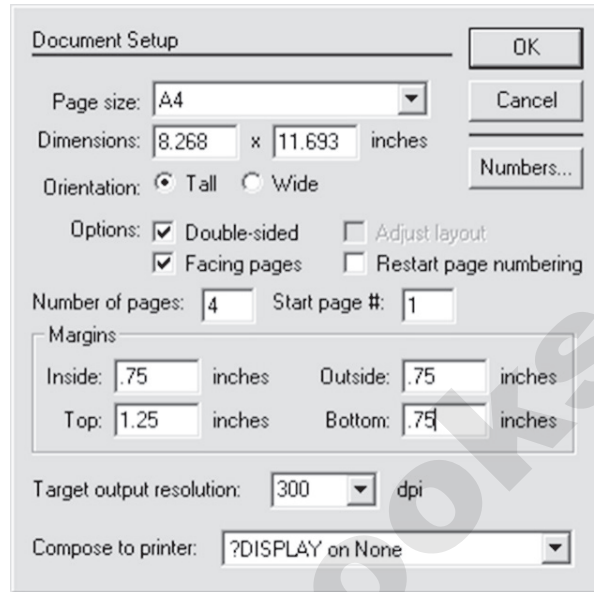 Document Setup
OK
Page size: A4
Cancel
Dimensions: 8.268 x 11.693 inches
Numbers...
Orientation: Tall Wide
Options: Double-sided Adjust layout
Facing pages Restart page numbering
Number of pages: 4 Start page #: 1
Margins
Inside: .75 inches Outside: .75 inches
Top: 1.25 inches Bottom: .75 inches
Target output resolution: 300 dpi
Compose to printer: ?DISPLAY on None